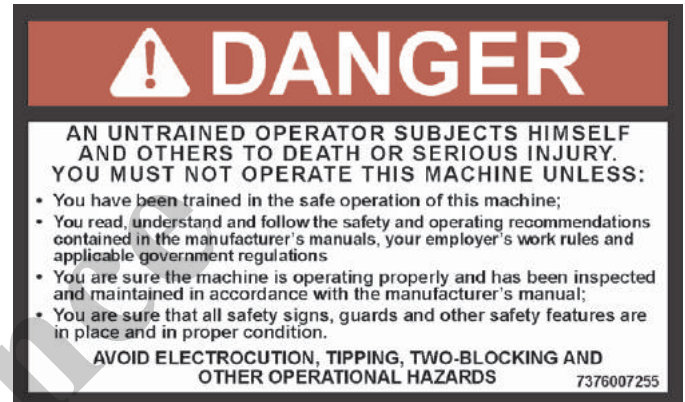 DANGER
AN UNTRAINED OPERATOR SUBJECTS HIMSELF
AND OTHERS TO DEATH OR SERIOUS INJURY.
YOU MUST NOT OPERATE THIS MACHINE UNLESS:
• You have been trained in the safe operation of this machine;
• You read, understand and follow the safety and operating recommendations
contained in the manufacturer's manuals, your employer's work rules and
applicable government regulations
• You are sure the machine is operating properly and has been inspected
and maintained in accordance with the manufacturer's manual;
• You are sure that all safety signs, guards and other safety features are
in place and in proper condition.
AVOID ELECTROCUTION, TIPPING, TWO-BLOCKING AND
OTHER OPERATIONAL HAZARDS 7376007255